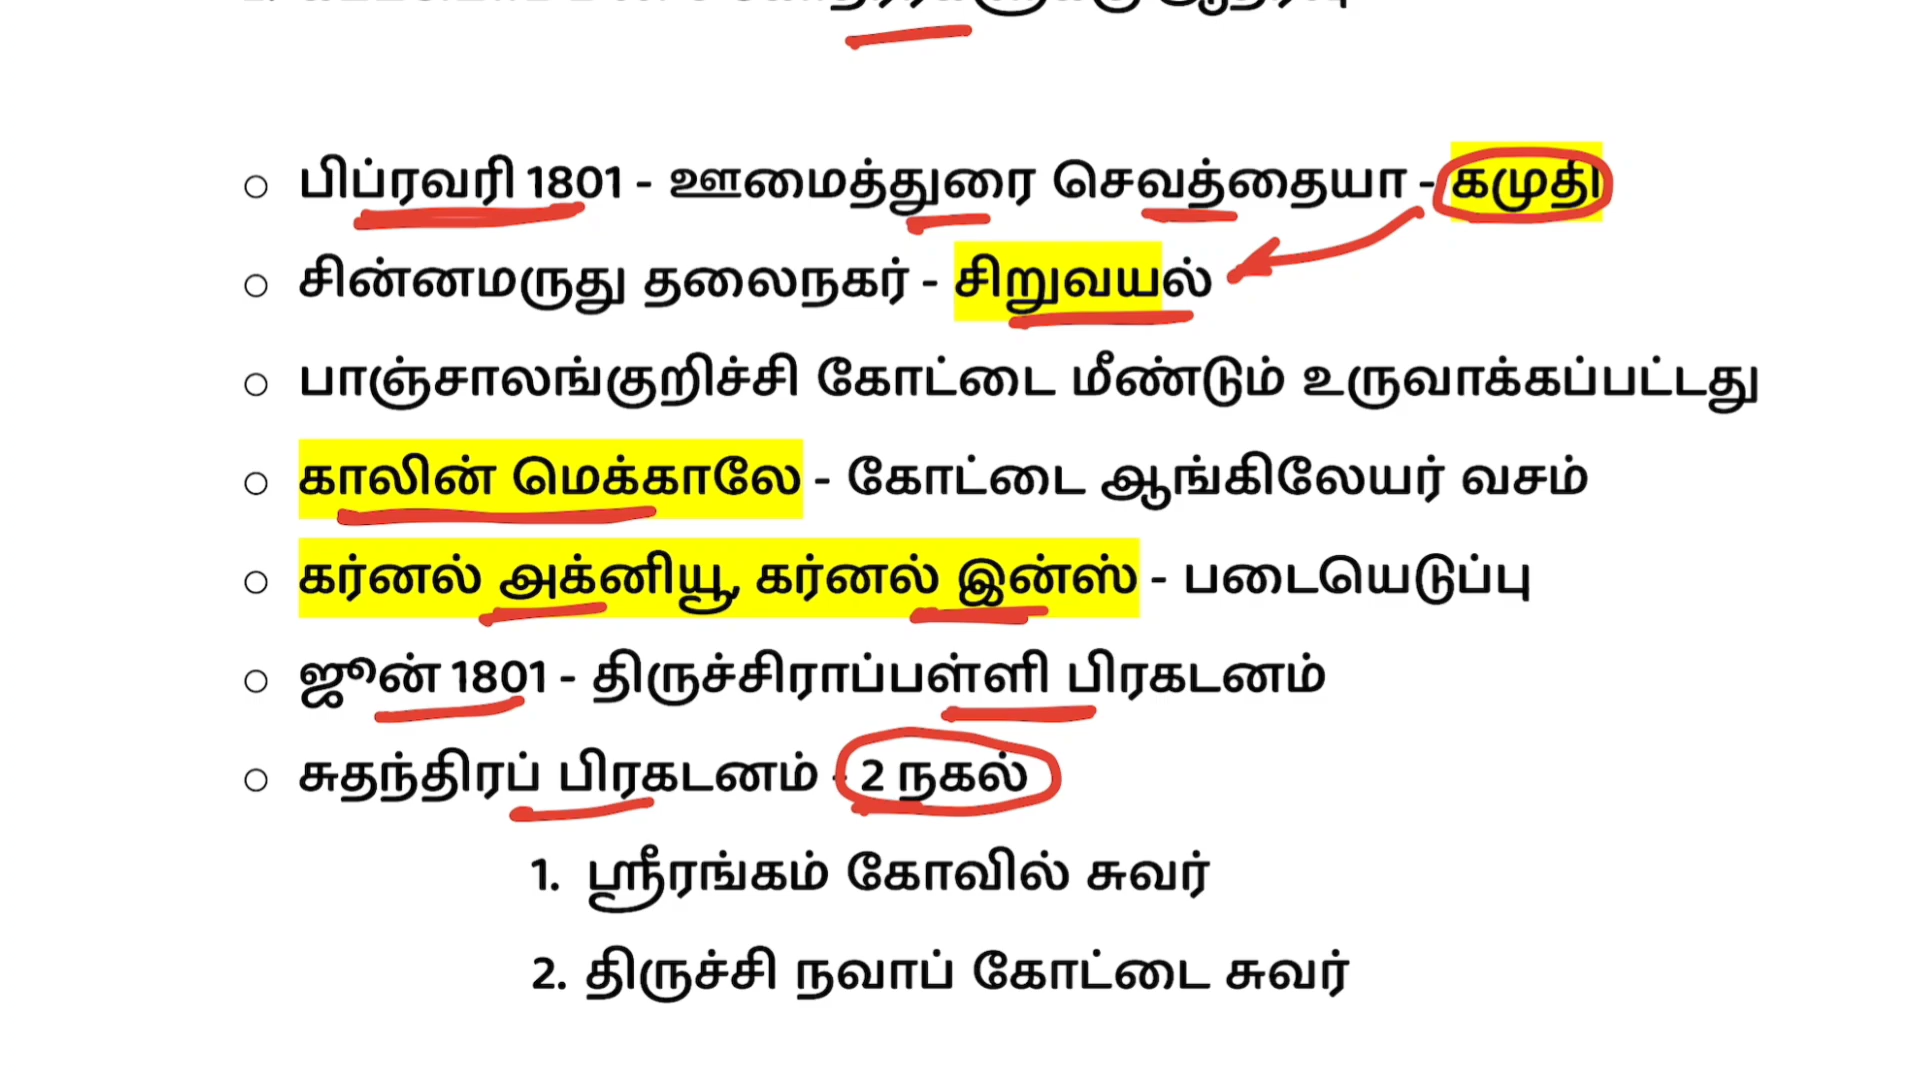 ○ பிப்ரவரி 1801 - ஊமைத்துரை செவத்தையா - கமுதி
○ சின்னமருது தலைநகர் - சிறுவயல்
○ பாஞ்சாலங்குறிச்சி கோட்டை மீண்டும் உருவாக்கப்பட்டது
○ காலின் மெக்காலே - கோட்டை ஆங்கிலேயர் வசம்
○ கர்னல் அக்னியூ, கர்னல் இன்ஸ் - படையெடுப்பு
○ ஜூன் 1801 - திருச்சிராப்பள்ளி பிரகடனம்
○ சுதந்திரப் பிரகடனம் - 2 நகல்
1. ஸ்ரீரங்கம் கோவில் சுவர்
2. திருச்சி நவாப் கோட்டை சுவர்